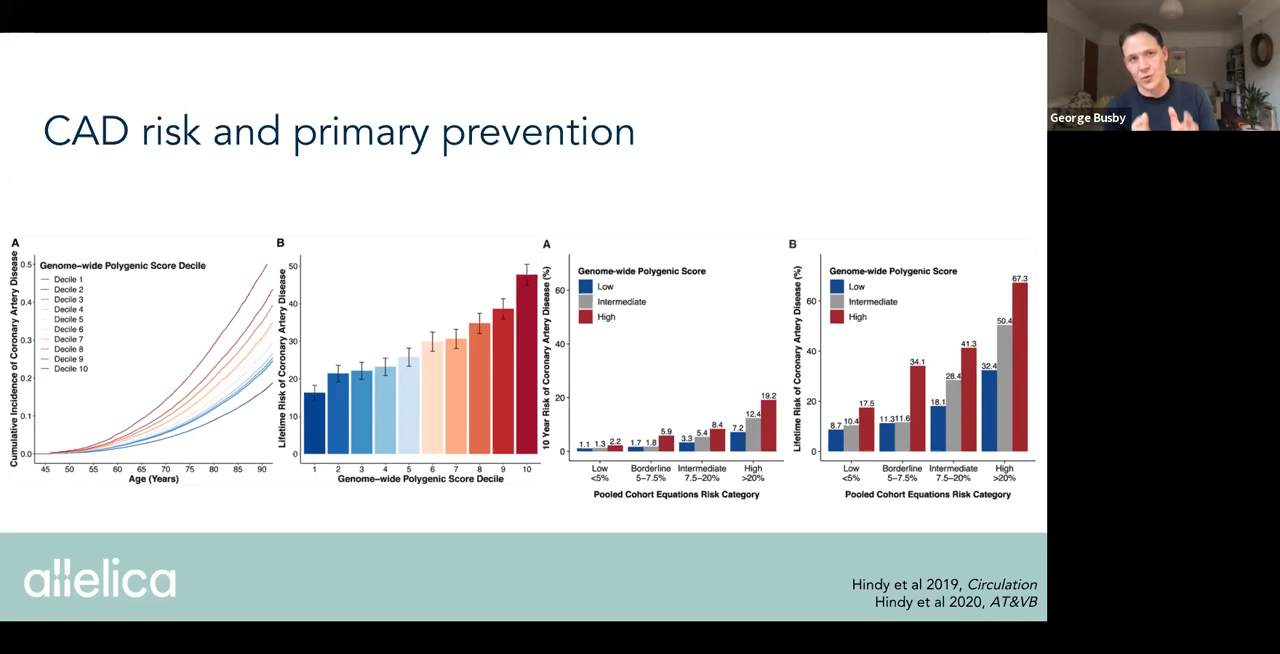 CAD risk and primary prevention
George Busby
A
Cumulative Incidence of Coronary Artery Disease
0.5
0.4
0.3
0.2
0.1
0.0
Genome-wide Polygenic Score Decile
Decile 1
Decile 2
Decile 3
Decile 4
Decile 5
Decile 6
Decile 7
Decile 8
Decile 9
Decile 10
45 50 55 60 65 70 75 80 85 90
Age (Years)
B
Lifetime Risk of Coronary Artery Disease
50
40
30
20
10
0
1 2 3 4 5 6 7 8 9 10
Genome-wide Polygenic Score Decile
A
10 Year Risk of Coronary Artery Disease (%)
60
40
20
0
Genome-wide Polygenic Score
Low
Intermediate
High
1.1 1.3 2.2 1.7 1.8 5.9 3.3 5.4 8.4 7.2 12.4 19.2
Low Borderline Intermediate High
<5% 5-7.5% 7.5-20% >20%
Pooled Cohort Equations Risk Category
B
Lifetime Risk of Coronary Artery Disease (%)
60
40
20
0
Genome-wide Polygenic Score
Low
Intermediate
High
8.7 10.4 17.5 11.3 11.6 34.1 18.1 28.4 41.3 32.4 50.4 67.3
Low Borderline Intermediate High
<5% 5-7.5% 7.5-20% >20%
Pooled Cohort Equations Risk Category
allelica
Hindy et al 2019, Circulation
Hindy et al 2020, AT&VB